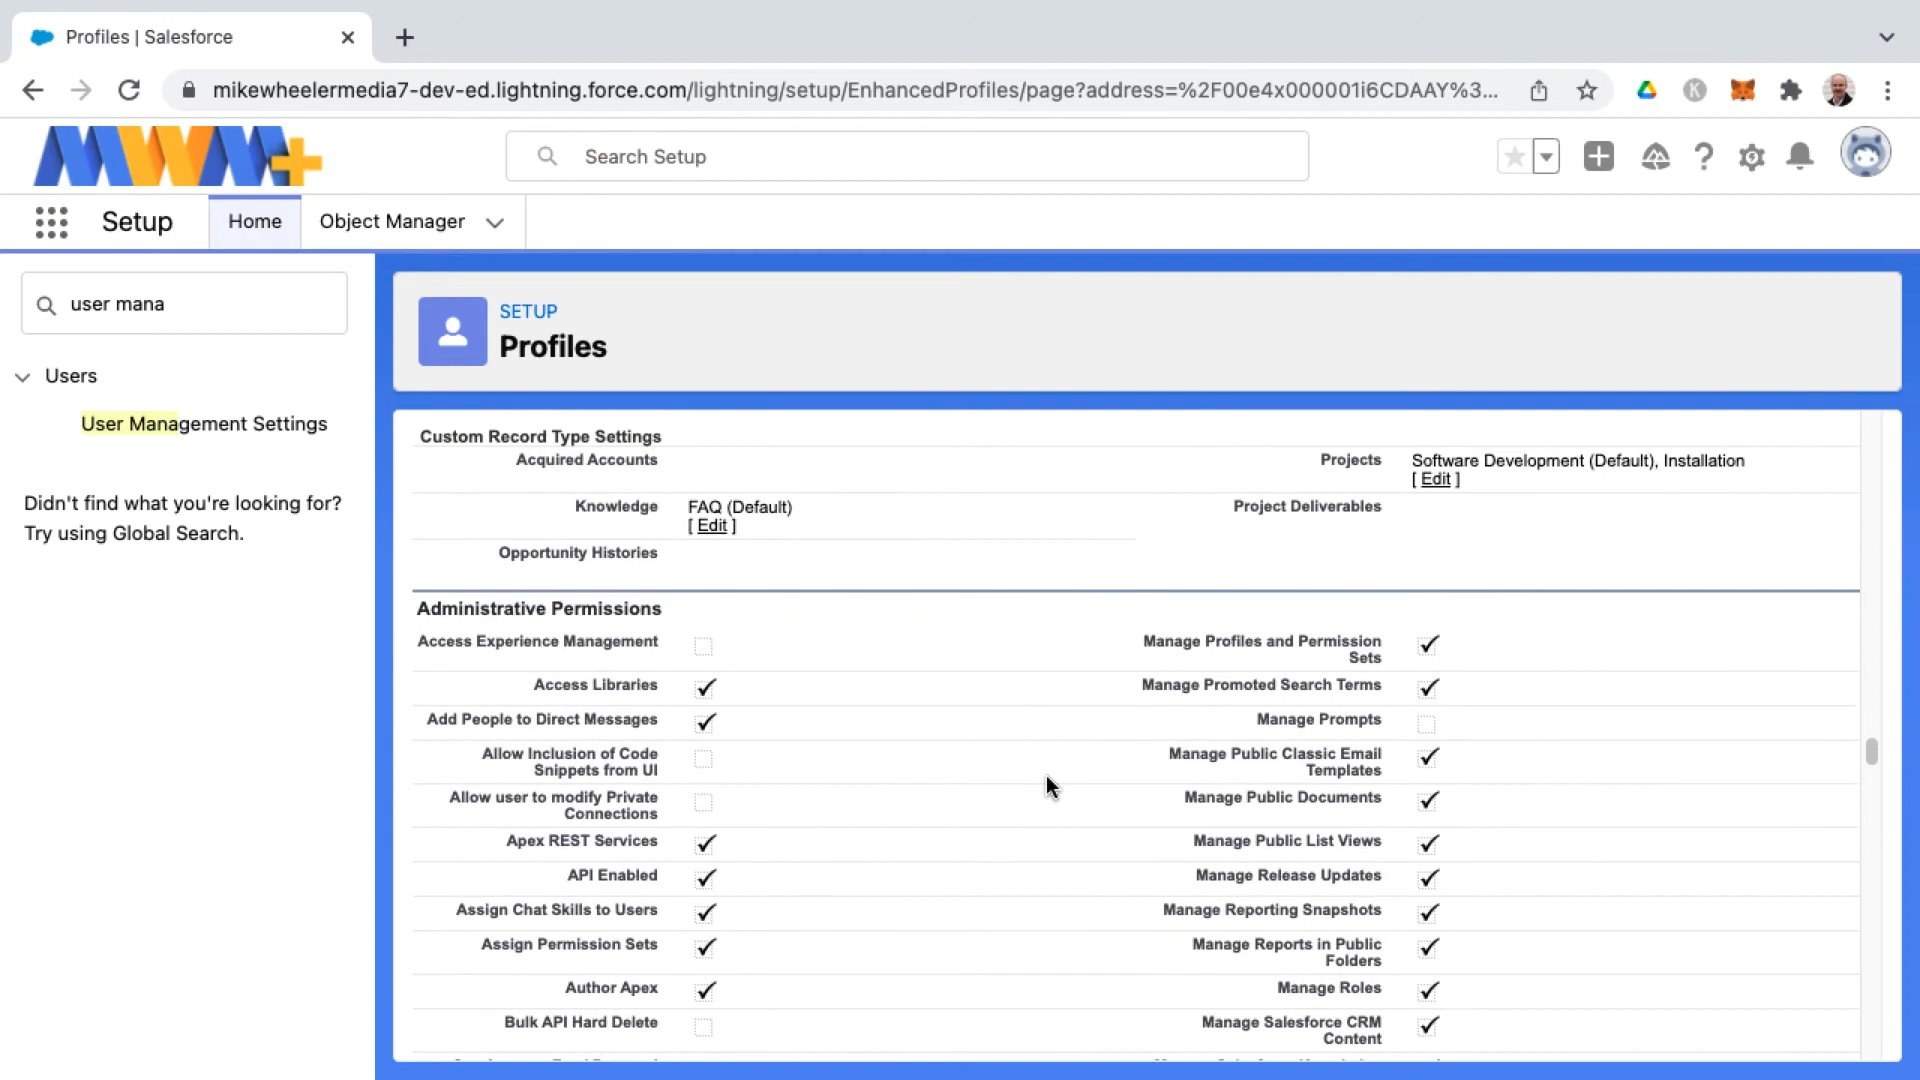 Profiles | Salesforce
mikewheelermedia7-dev-ed.lightning.force.com/lightning/setup/EnhancedProfiles/page?address=%2F00e4x000001i6CDAAY%3...
K
MWM+
Search Setup
Setup
Home
Object Manager
user mana
Users
User Management Settings
Didn't find what you're looking for?
Try using Global Search.
SETUP
Profiles
Custom Record Type Settings
Acquired Accounts
Projects
Software Development (Default), Installation
[ Edit ]
Knowledge
FAQ (Default)
[ Edit ]
Project Deliverables
Opportunity Histories
Administrative Permissions
Access Experience Management
Manage Profiles and Permission
Sets
Access Libraries
Manage Promoted Search Terms
Add People to Direct Messages
Manage Prompts
Allow Inclusion of Code
Snippets from UI
Manage Public Classic Email
Templates
Allow user to modify Private
Connections
Manage Public Documents
Apex REST Services
Manage Public List Views
API Enabled
Manage Release Updates
Assign Chat Skills to Users
Manage Reporting Snapshots
Assign Permission Sets
Manage Reports in Public
Folders
Author Apex
Manage Roles
Bulk API Hard Delete
Manage Salesforce CRM
Content